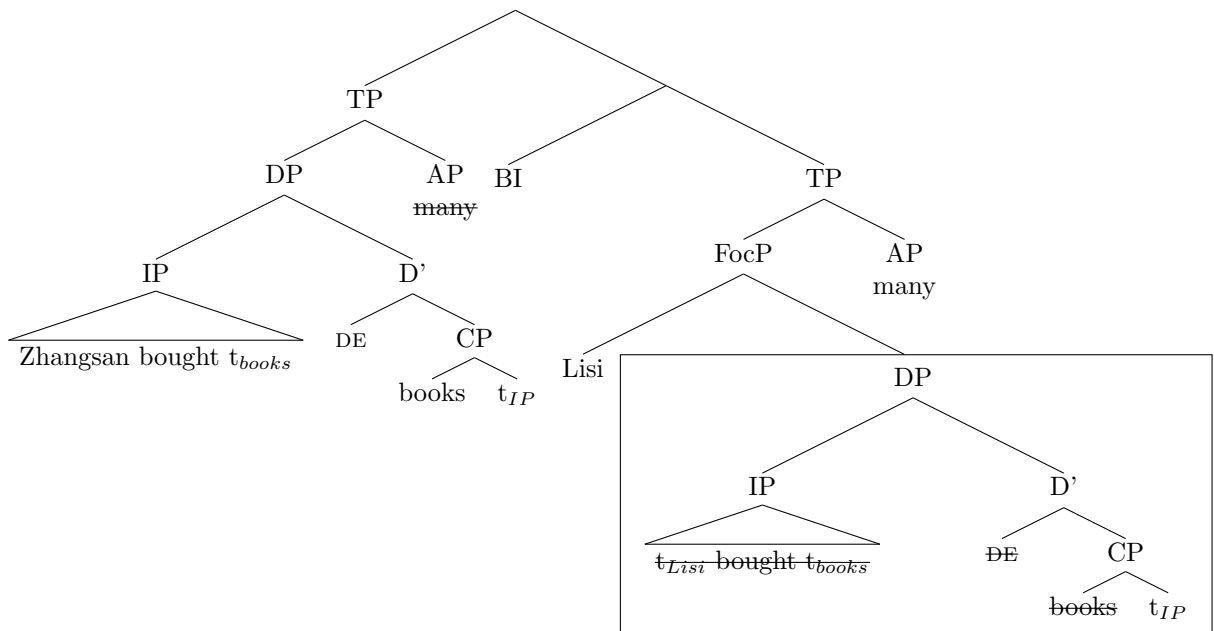 TP
DP AP BI TP
many
FocP AP
many
IP D'
DE CP
Zhangsan bought t_books
books t_IP
Lisi
DP
IP D'
t_Lisi bought t_books
DE CP
books t_IP